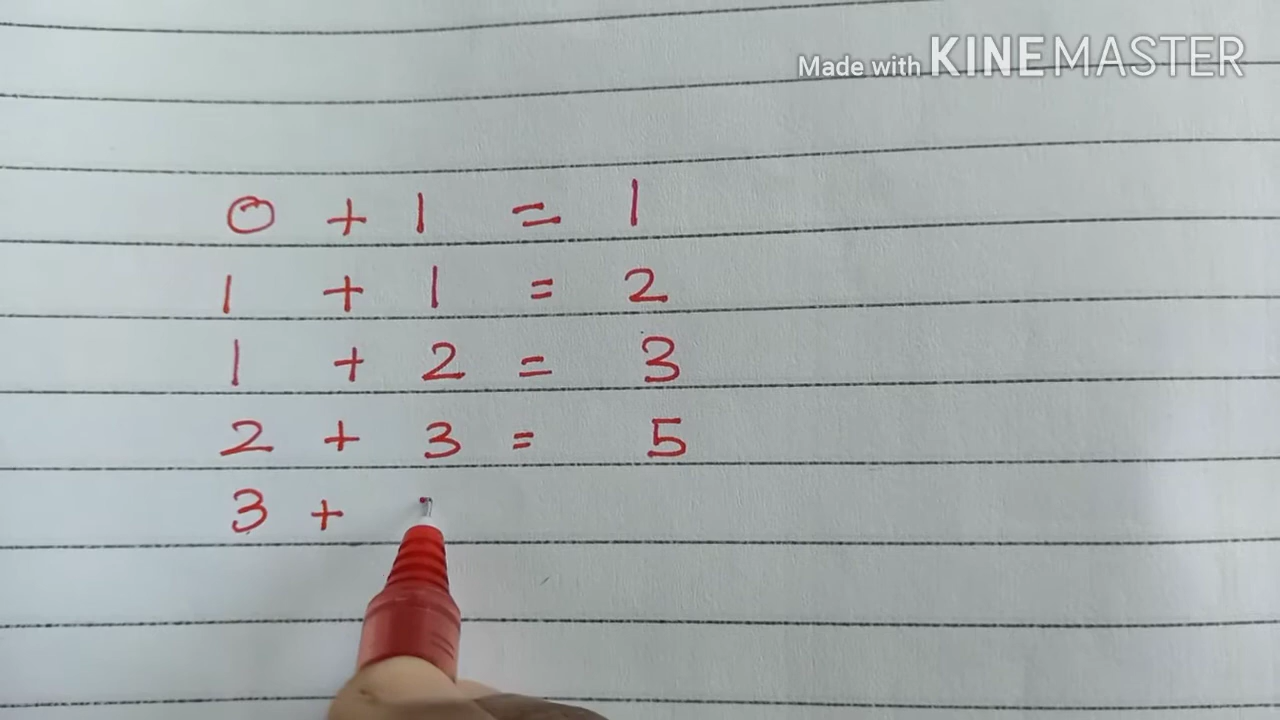 Made with KINEMASTER
0 + 1 = 1
1 + 1 = 2
1 + 2 = 3
2 + 3 = 5
3 +